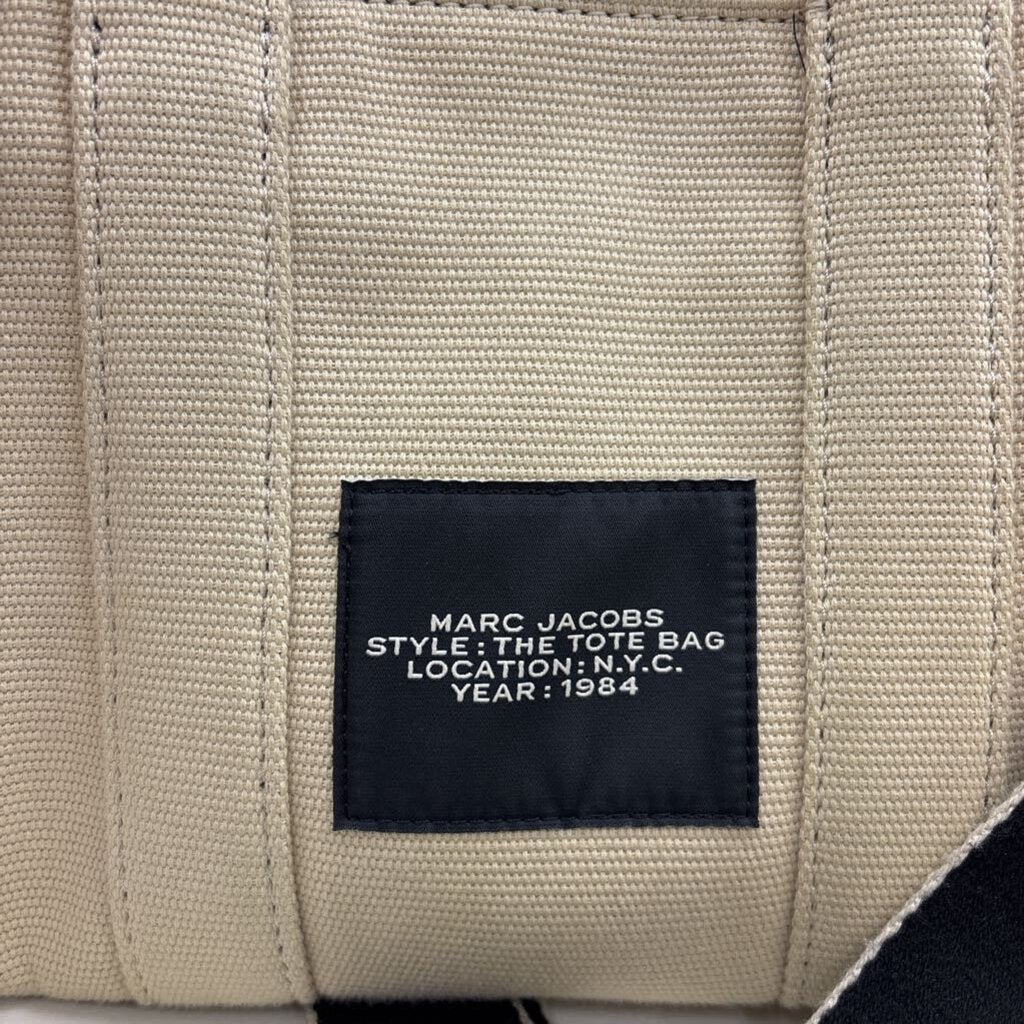 MARC JACOBS
STYLE: THE TOTE BAG
LOCATION: N.Y.C.
YEAR: 1984